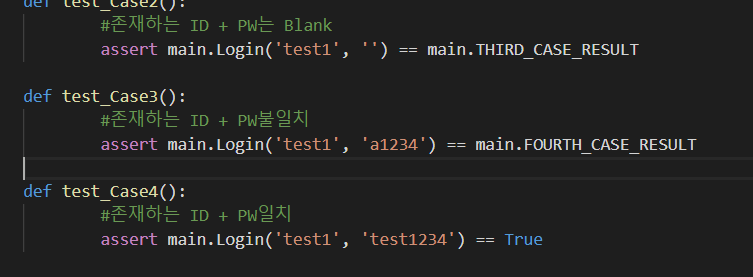 def test_Case2():
#존재하는 ID + PW는 Blank
assert main.Login('test1', '') == main.THIRD_CASE_RESULT
def test_Case3():
#존재하는 ID + PW불일치
assert main.Login('test1', 'a1234') == main.FOURTH_CASE_RESULT
def test_Case4():
#존재하는 ID + PW일치
assert main.Login('test1', 'test1234') == True